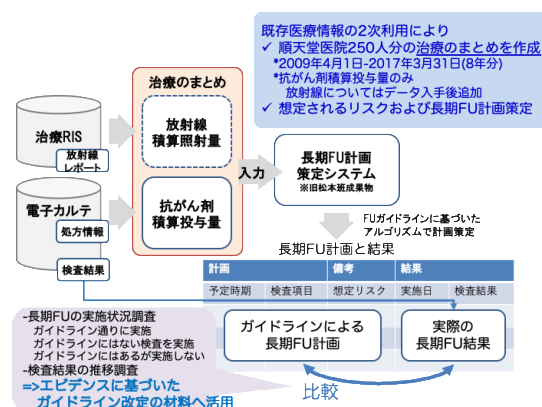 既存医療情報の2次利用により
✓ 順天堂医院250人分の治療のまとめを作成
*2009年4月1日-2017年3月31日(8年分)
*抗がん剤積算投与量のみ
放射線についてはデータ入手後追加
✓ 想定されるリスクおよび長期FU計画策定
治療のまとめ
放射線
積算照射量
治療RIS
放射線
レポート
入力
長期FU計画
策定システム
※旧松本班成果物
電子カルテ
処方情報
検査結果
抗がん剤
積算投与量
FUガイドラインに基づいた
アルゴリズムで計画策定
長期FU計画と結果
計画 備考 結果
予定時期 検査項目 想定リスク 実施日 検査結果
ガイドラインによる
長期FU計画
実際の
長期FU結果
比較
-長期FUの実施状況調査
ガイドライン通りに実施
ガイドラインにはない検査を実施
ガイドラインにはあるが実施しない
-検査結果の推移調査
=>エビデンスに基づいた
ガイドライン改定の材料へ活用